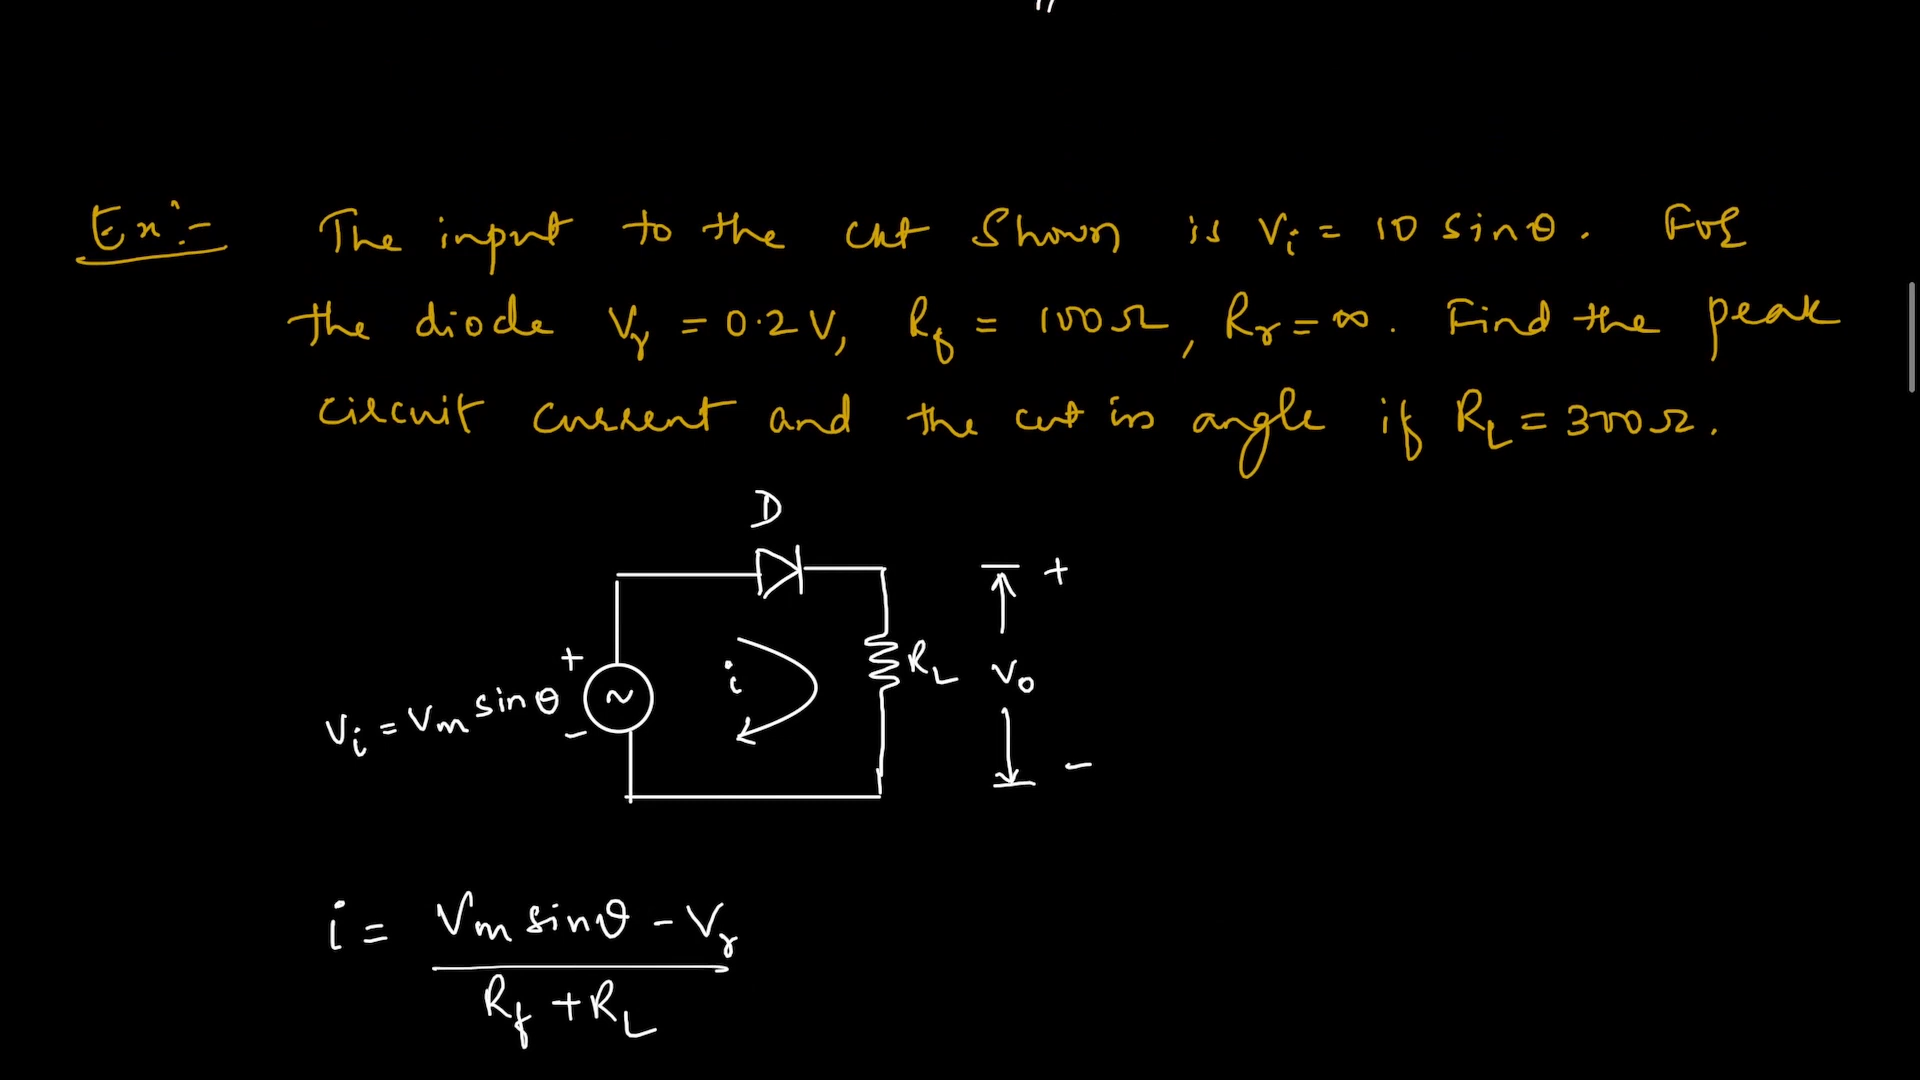 Ex:- The input to the ckt shown is Vi = 10 sinθ. For
the diode Vγ = 0.2V, Rf = 100Ω, Rr = ∞. Find the peak
circuit current and the cut in angle if RL = 300Ω.
D
+
+
i
RL
Vo
Vi = Vm sinθ
~
-
-
i = Vm sinθ - Vγ
Rf + RL